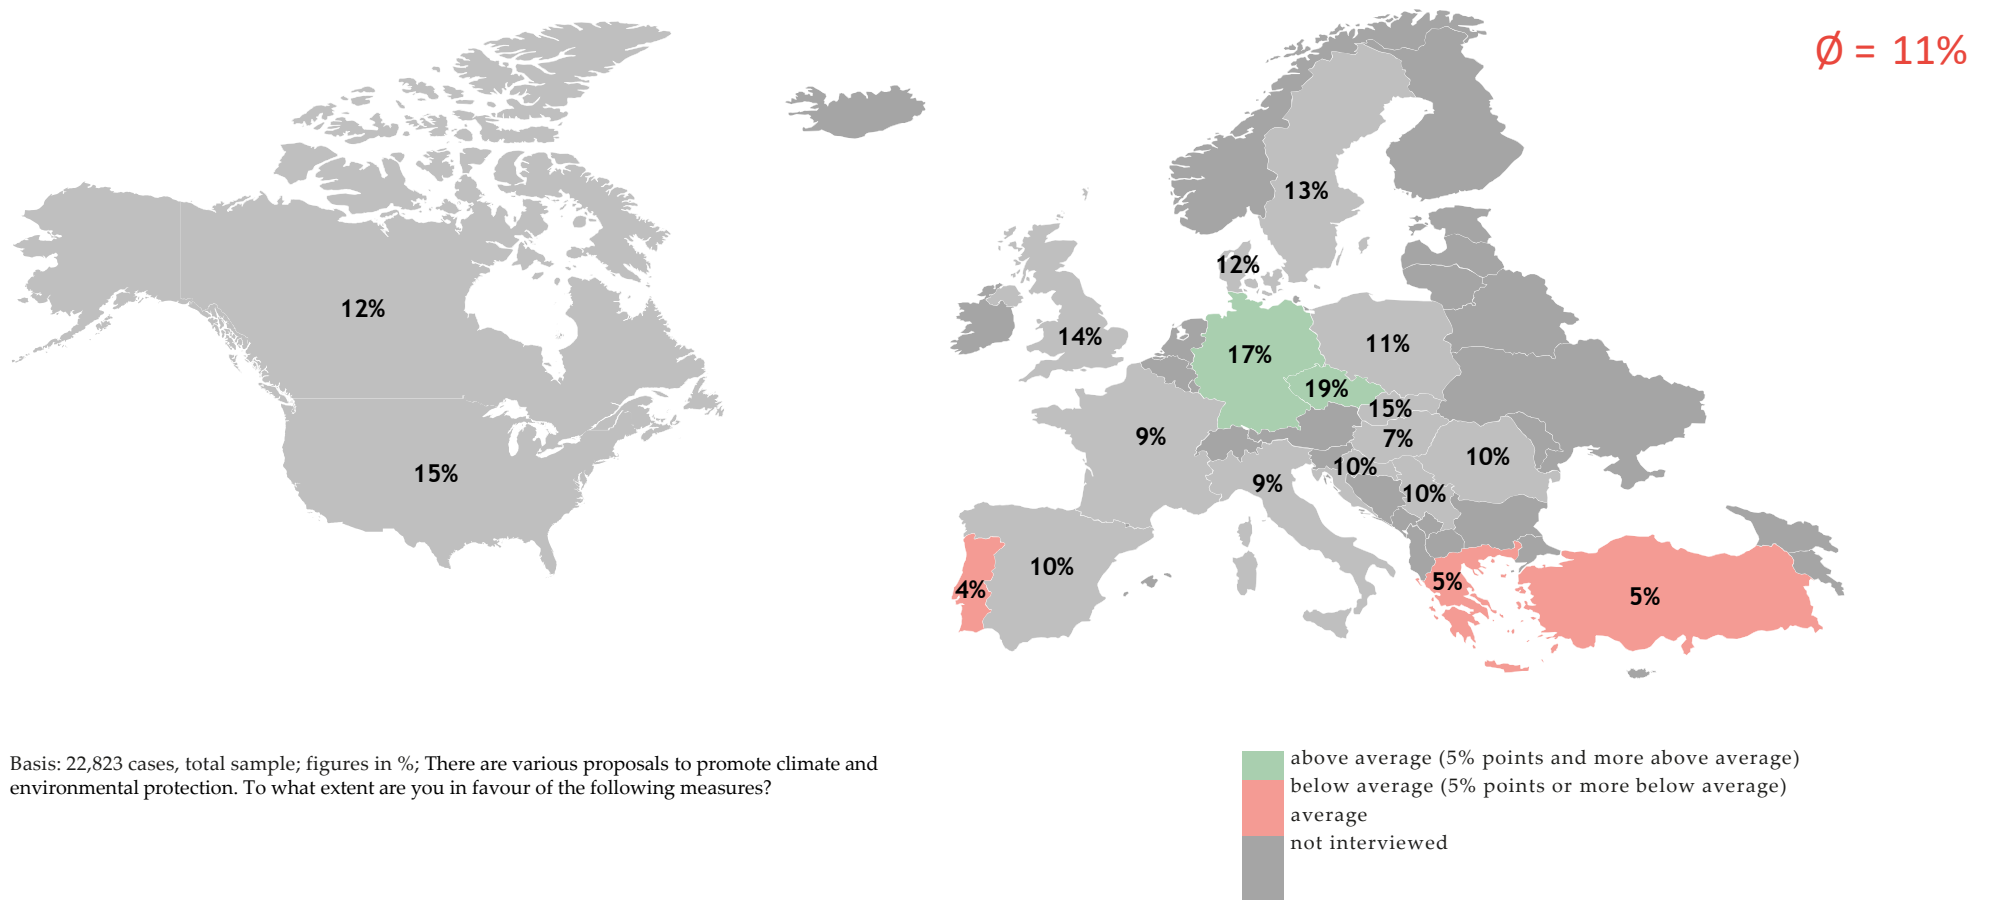 Ø = 11%
13%
12%
12%
14%
11%
17%
19%
15%
9%
7%
10%
10%
9%
10%
15%
10%
4%
5%
5%
Basis: 22,823 cases, total sample; figures in %; There are various proposals to promote climate and
environmental protection. To what extent are you in favour of the following measures?
above average (5% points and more above average)
below average (5% points or more below average)
average
not interviewed